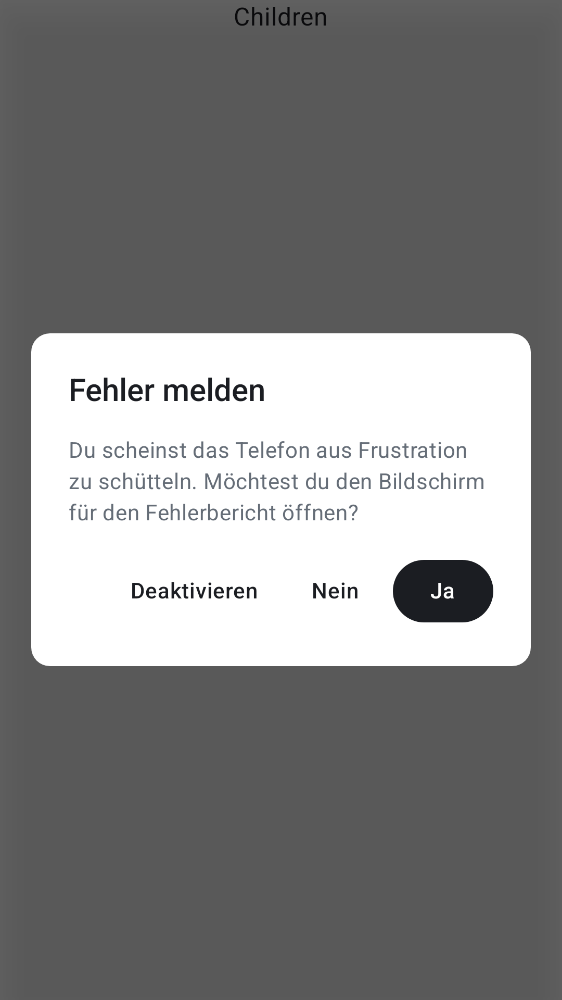 Children
Fehler melden
Du scheinst das Telefon aus Frustration
zu schütteln. Möchtest du den Bildschirm
für den Fehlerbericht öffnen?
Deaktivieren Nein Ja